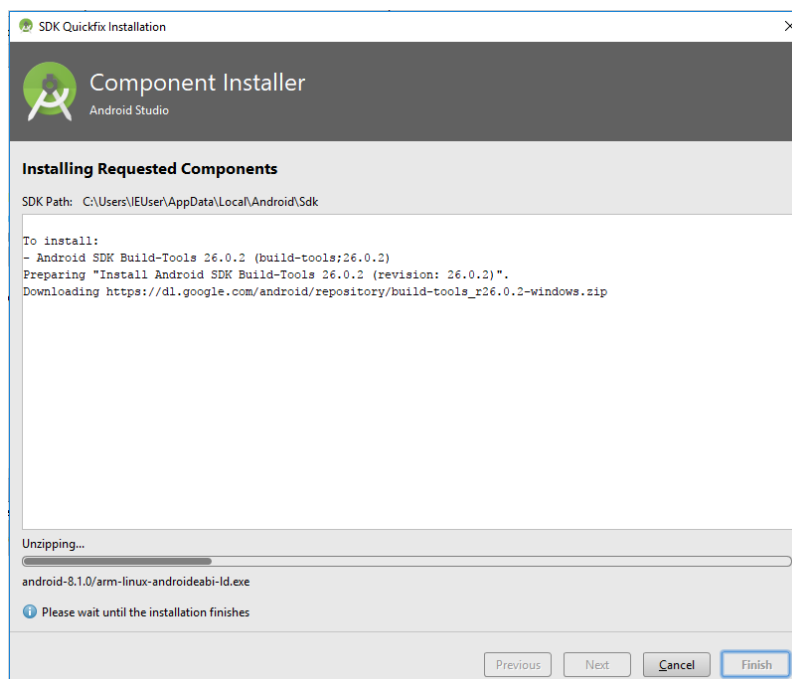 SDK Quickfix Installation
Component Installer
Android Studio
Installing Requested Components
SDK Path: C:\Users\IEUser\AppData\Local\Android\Sdk
To install:
- Android SDK Build-Tools 26.0.2 (build-tools;26.0.2)
Preparing "Install Android SDK Build-Tools 26.0.2 (revision: 26.0.2)".
Downloading https://dl.google.com/android/repository/build-tools_r26.0.2-windows.zip
Unzipping...
android-8.1.0/arm-linux-androideabi-ld.exe
Please wait until the installation finishes
Previous
Next
Cancel
Finish